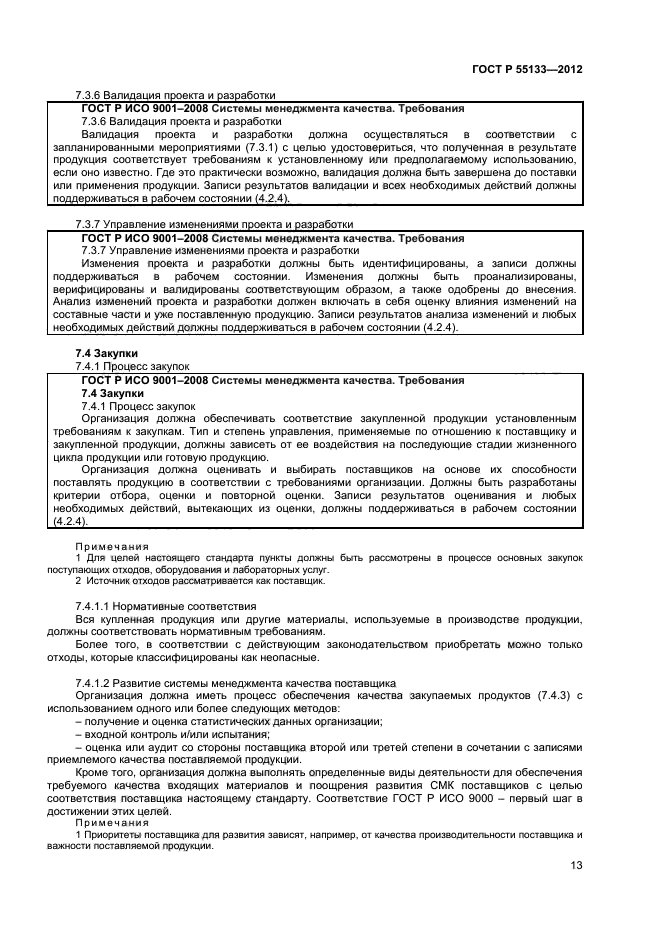 ГОСТ Р 55133—2012
7.3.6 Валидация проекта и разработки
ГОСТ Р ИСО 9001–2008 Системы менеджмента качества. Требования
7.3.6 Валидация проекта и разработки
Валидация проекта и разработки должна осуществляться в соответствии с
запланированными мероприятиями (7.3.1) с целью удостовериться, что полученная в результате
продукция соответствует требованиям к установленному или предполагаемому использованию,
если оно известно. Где это практически возможно, валидация должна быть завершена до поставки
или применения продукции. Записи результатов валидации и всех необходимых действий должны
поддерживаться в рабочем состоянии (4.2.4).
7.3.7 Управление изменениями проекта и разработки
ГОСТ Р ИСО 9001–2008 Системы менеджмента качества. Требования
7.3.7 Управление изменениями проекта и разработки
Изменения проекта и разработки должны быть идентифицированы, а записи должны
поддерживаться в рабочем состоянии. Изменения должны быть проанализированы,
верифицированы и валидированы соответствующим образом, а также одобрены до внесения.
Анализ изменений проекта и разработки должен включать в себя оценку влияния изменений на
составные части и уже поставленную продукцию. Записи результатов анализа изменений и любых
необходимых действий должны поддерживаться в рабочем состоянии (4.2.4).
7.4 Закупки
7.4.1 Процесс закупок
ГОСТ Р ИСО 9001–2008 Системы менеджмента качества. Требования
7.4 Закупки
7.4.1 Процесс закупок
Организация должна обеспечивать соответствие закупленной продукции установленным
требованиям к закупкам. Тип и степень управления, применяемые по отношению к поставщику и
закупленной продукции, должны зависеть от ее воздействия на последующие стадии жизненного
цикла продукции или готовую продукцию.
Организация должна оценивать и выбирать поставщиков на основе их способности
поставлять продукцию в соответствии с требованиями организации. Должны быть разработаны
критерии отбора, оценки и повторной оценки. Записи результатов оценивания и любых
необходимых действий, вытекающих из оценки, должны поддерживаться в рабочем состоянии
(4.2.4).
Примечания
1 Для целей настоящего стандарта пункты должны быть рассмотрены в процессе основных закупок
поступающих отходов, оборудования и лабораторных услуг.
2 Источник отходов рассматривается как поставщик.
7.4.1.1 Нормативные соответствия
Вся купленная продукция или другие материалы, используемые в производстве продукции,
должны соответствовать нормативным требованиям.
Более того, в соответствии с действующим законодательством приобретать можно только
отходы, которые классифицированы как неопасные.
7.4.1.2 Развитие системы менеджмента качества поставщика
Организация должна иметь процесс обеспечения качества закупаемых продуктов (7.4.3) с
использованием одного или более следующих методов:
– получение и оценка статистических данных организации;
– входной контроль и/или испытания;
– оценка или аудит со стороны поставщика второй или третей степени в сочетании с записями
приемлемого качества поставляемой продукции.
Кроме того, организация должна выполнять определенные виды деятельности для обеспечения
требуемого качества входящих материалов и поощрения развития СМК поставщиков с целью
соответствия поставщика настоящему стандарту. Соответствие ГОСТ Р ИСО 9000 – первый шаг в
достижении этих целей.
Примечания
1 Приоритеты поставщика для развития зависят, например, от качества производительности поставщика и
важности поставляемой продукции.
13